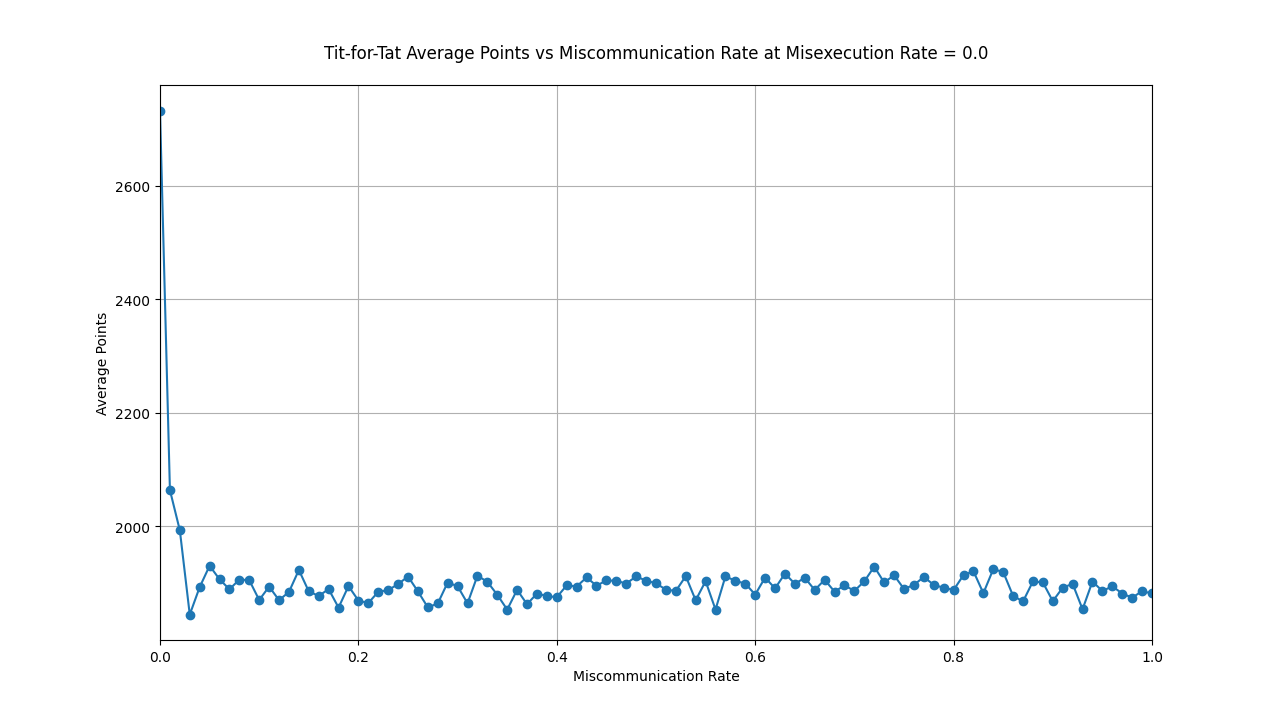 Tit-for-Tat Average Points vs Miscommunication Rate at Misexecution Rate = 0.0
2600
2400
2200
2000
Average Points
0.0 0.2 0.4 0.6 0.8 1.0
Miscommunication Rate